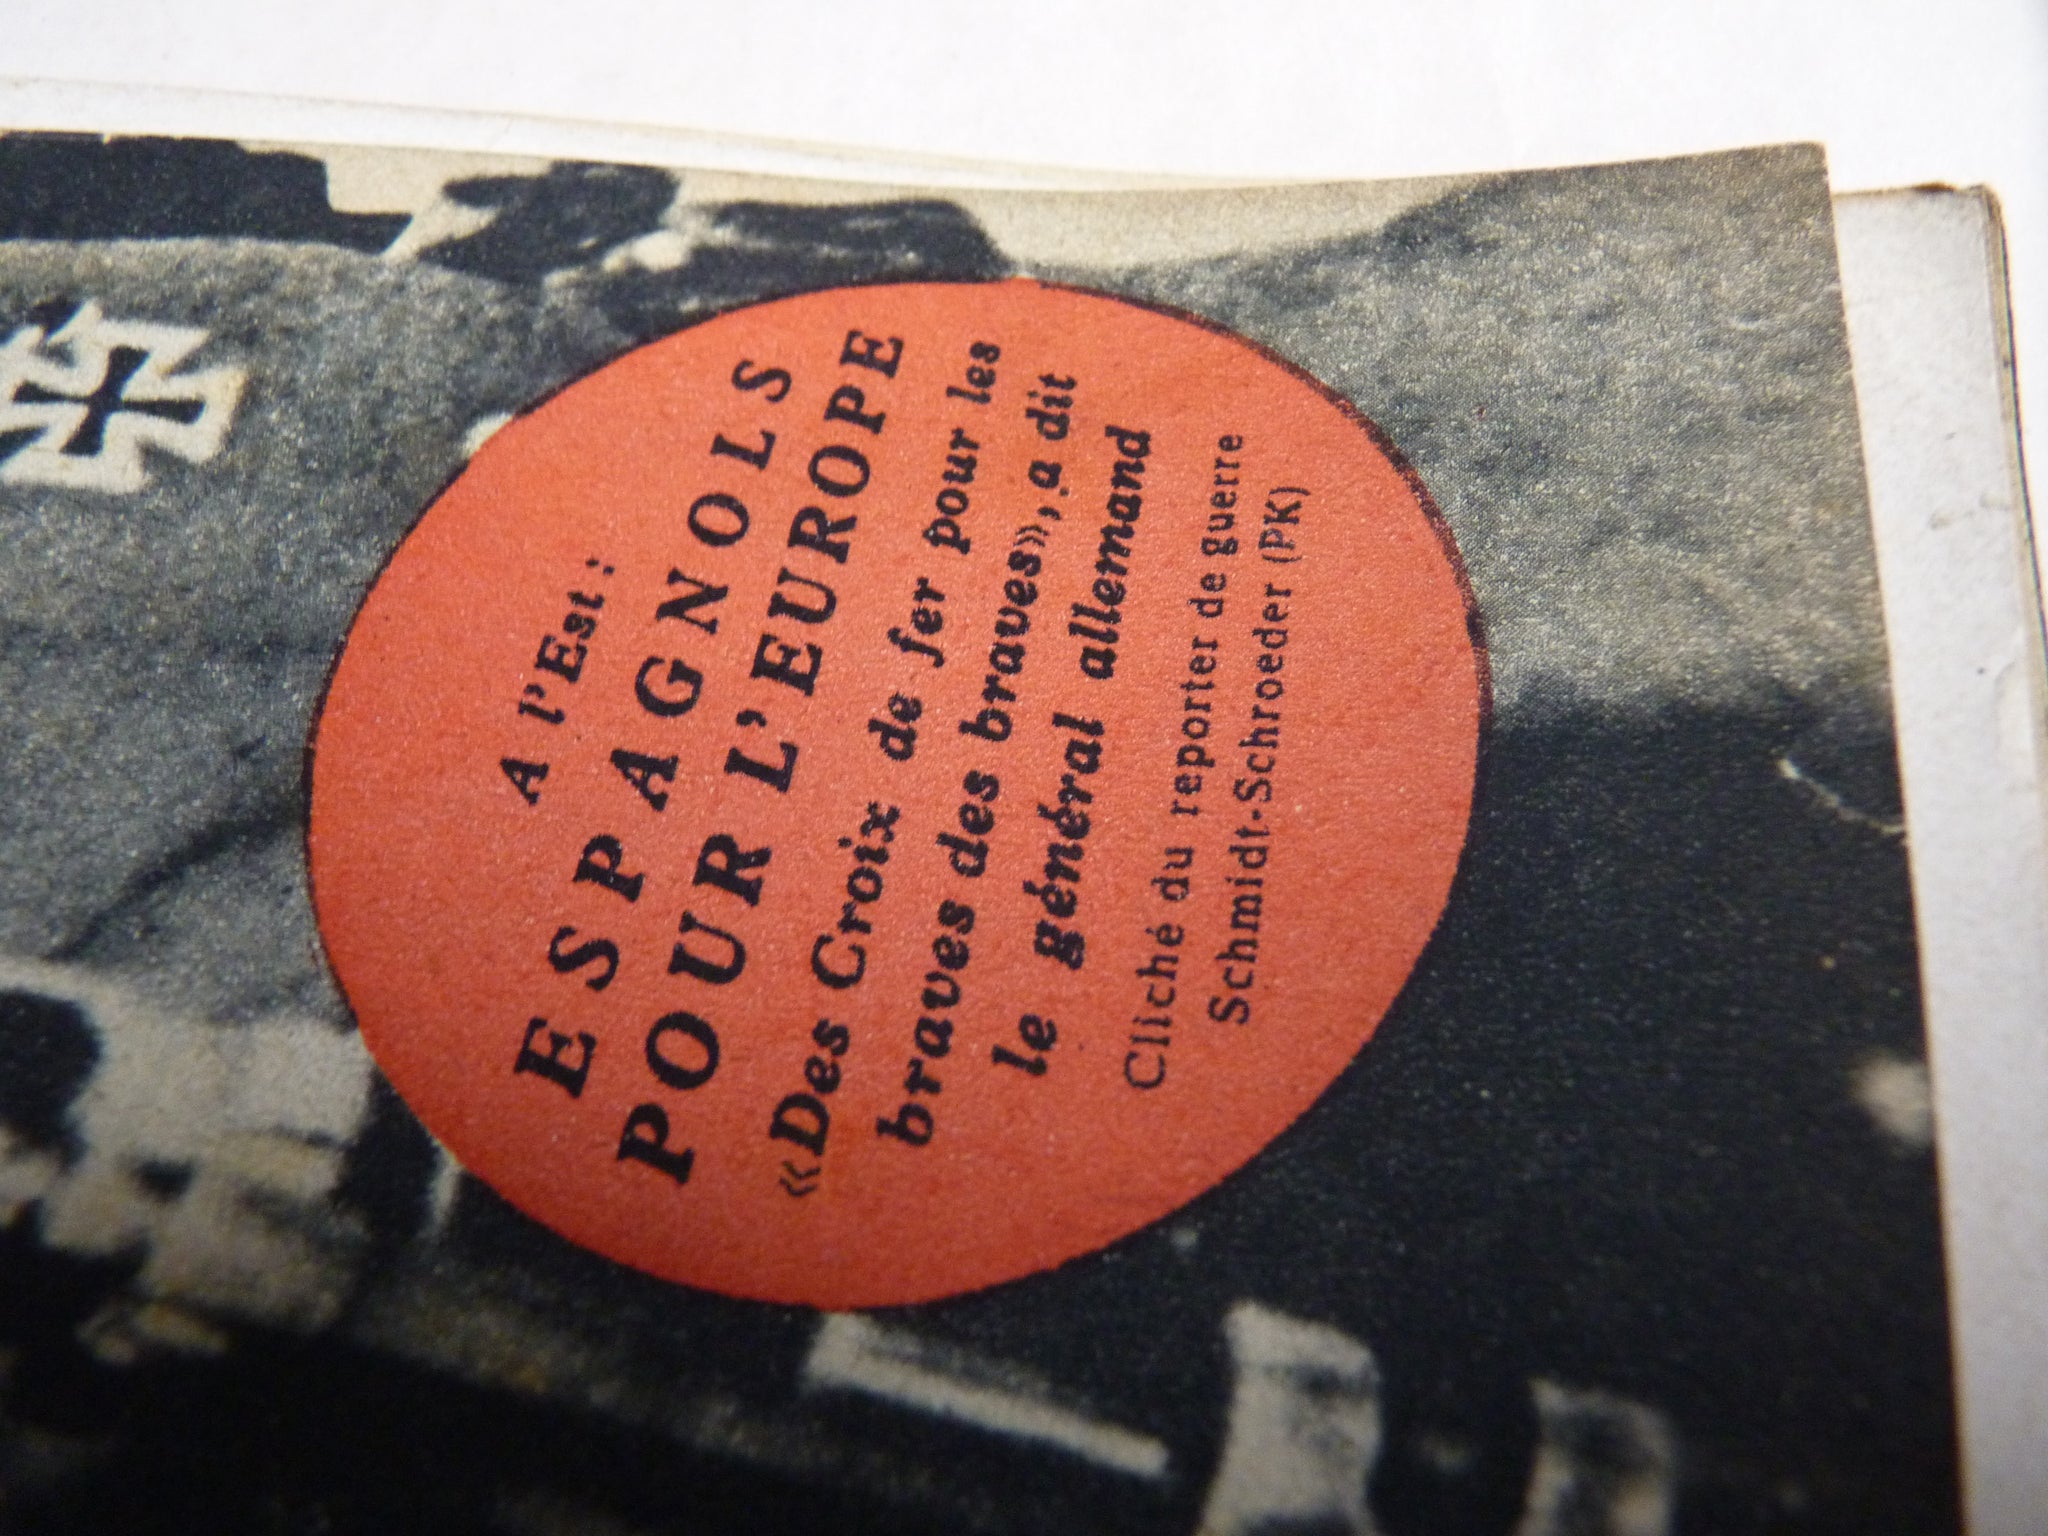 A l'Est:
ESPAGNOLS
POUR L'EUROPE
«Des Croix de fer pour les
braves des braves», a dit
le général allemand
Cliché du reporter de guerre
Schmidt-Schroeder (PK)